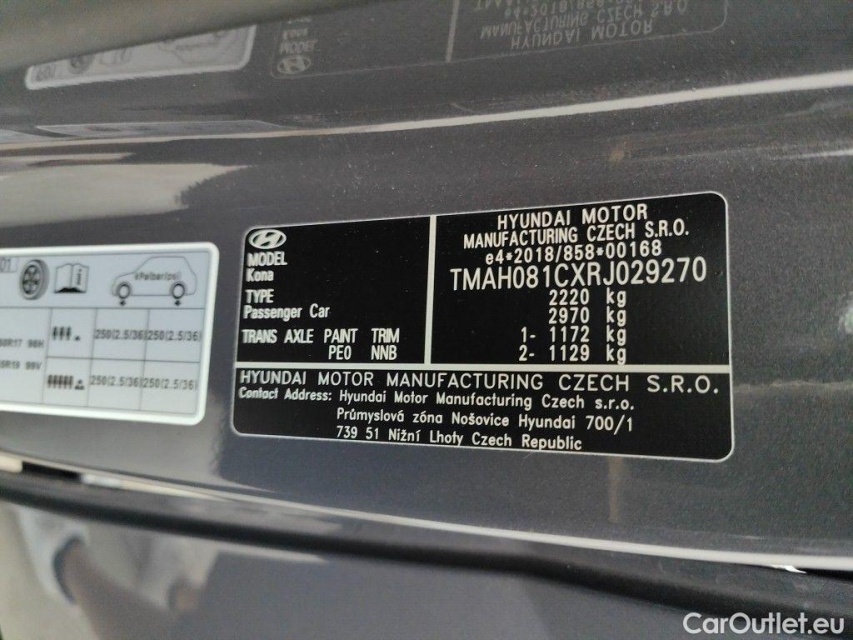 kPa(bar/psi)
250(2.5/36) 250(2.5/36)
250(2.5/36) 250(2.5/36)
MODEL
Kona
TYPE
Passenger Car
TRANS AXLE PAINT TRIM
PE0 NNB
HYUNDAI MOTOR
MANUFACTURING CZECH S.R.O.
e4*2018/858*00168
TMAH081CXRJ029270
2220 kg
2970 kg
1- 1172 kg
2- 1129 kg
HYUNDAI MOTOR MANUFACTURING CZECH S.R.O.
Contact Address: Hyundai Motor Manufacturing Czech s.r.o.
Průmyslová zóna Nošovice Hyundai 700/1
739 51 Nižní Lhoty Czech Republic
CarOutlet.eu